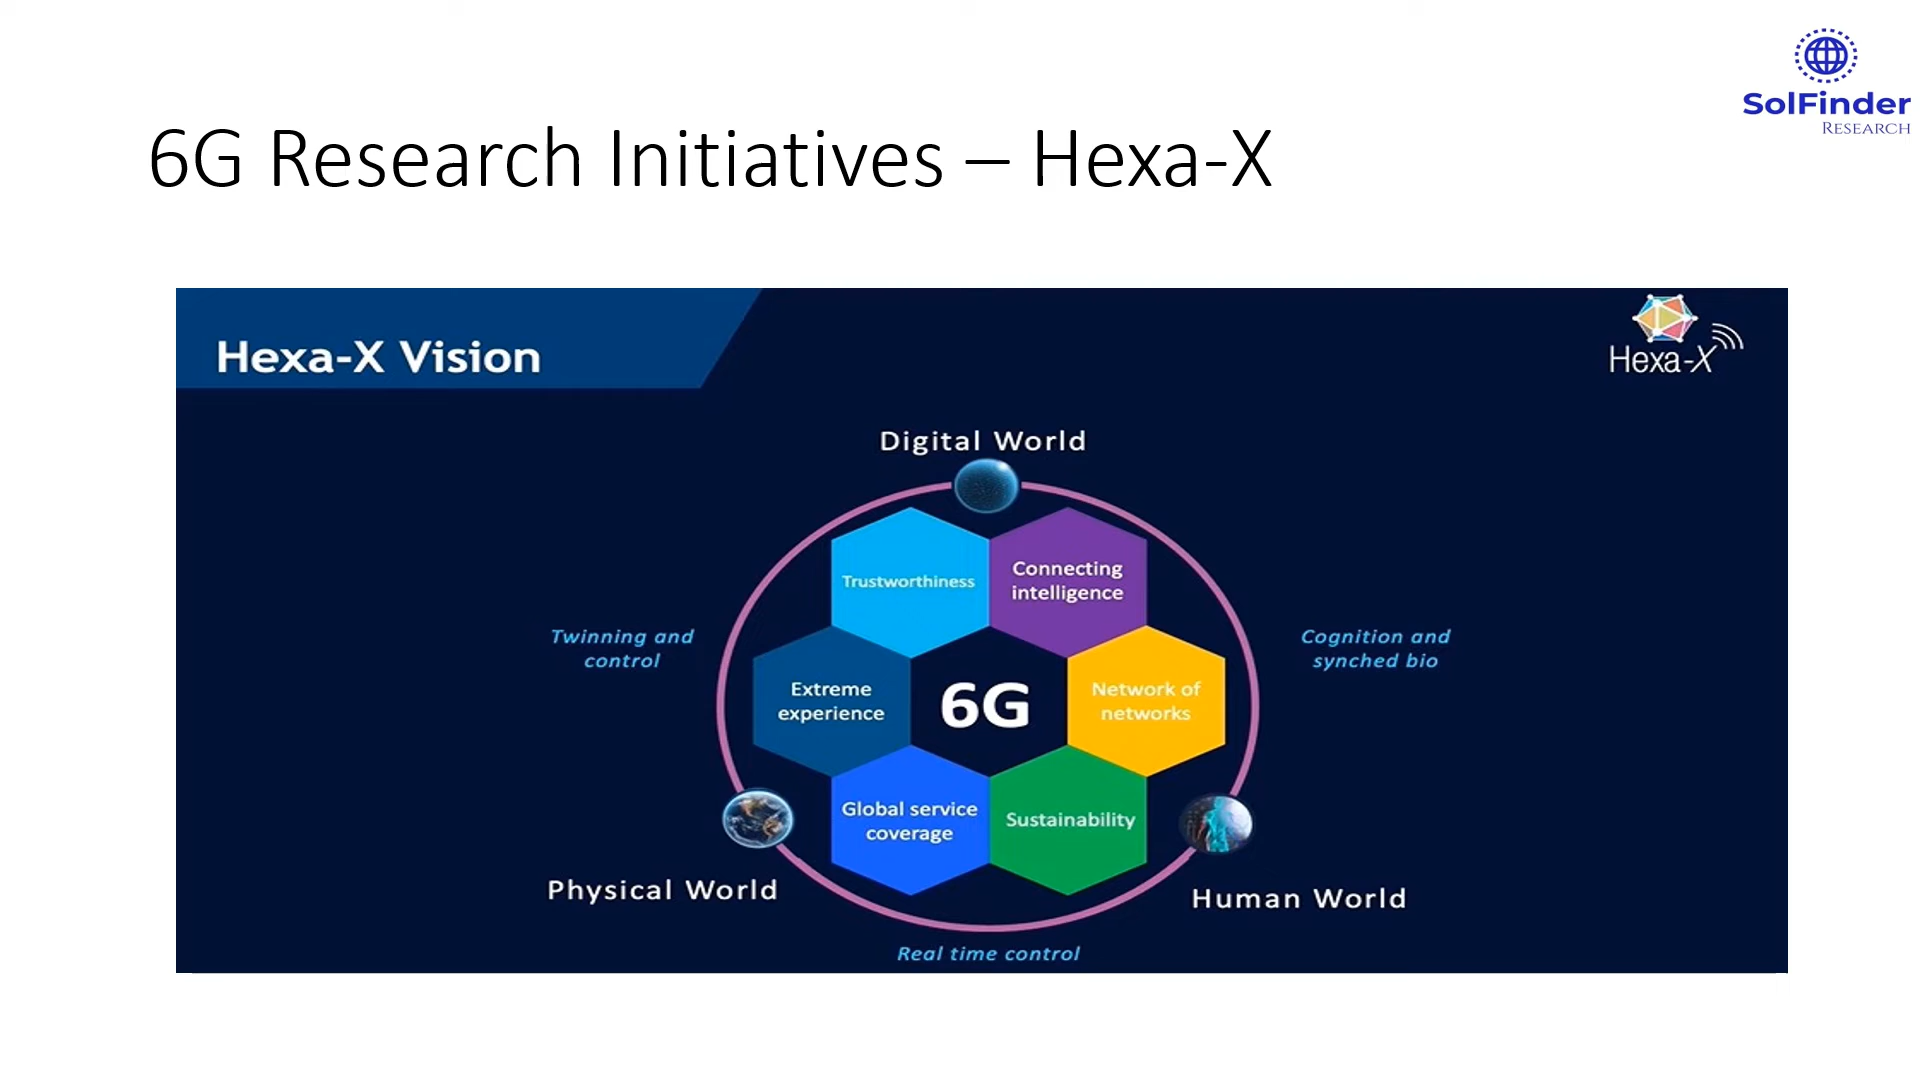 SolFinder
RESEARCH
6G Research Initiatives – Hexa-X
Hexa-X Vision
Hexa-X
Digital World
Trustworthiness
Connecting
intelligence
Twinning and
control
Cognition and
synched bio
Extreme
experience
6G
Network of
networks
Global service
coverage
Sustainability
Physical World
Human World
Real time control